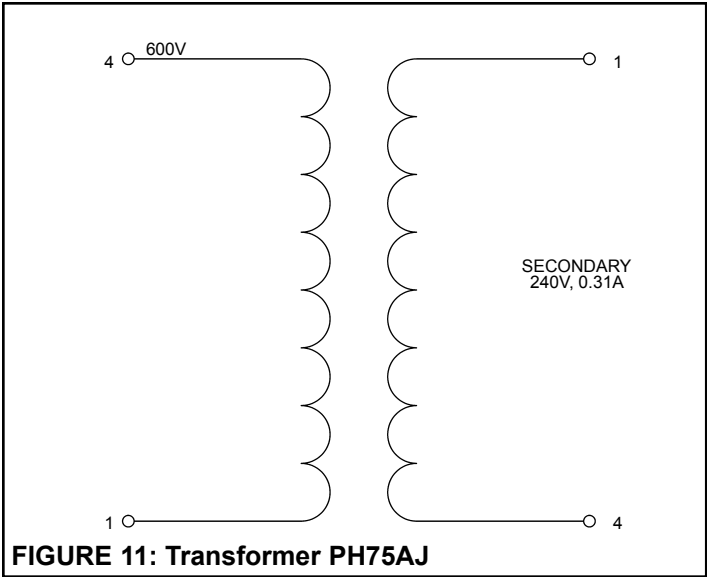 600V
4
1
SECONDARY
240V, 0.31A
1
4
FIGURE 11: Transformer PH75AJ